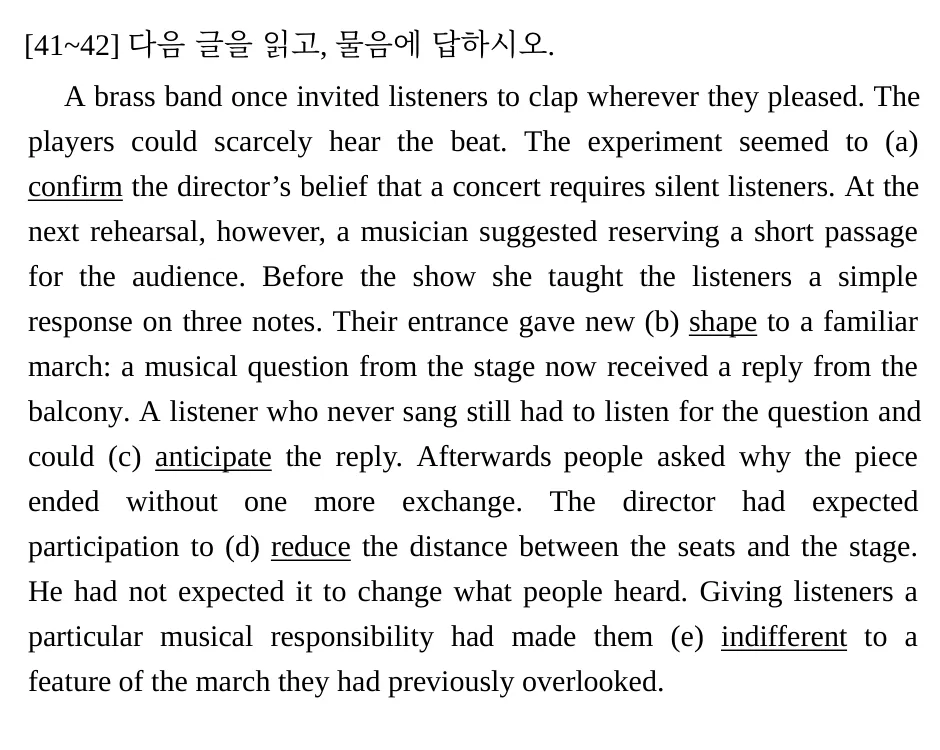 [41~42] 다음 글을 읽고, 물음에 답하시오.
A brass band once invited listeners to clap wherever they pleased. The
players could scarcely hear the beat. The experiment seemed to (a)
confirm the director’s belief that a concert requires silent listeners. At the
next rehearsal, however, a musician suggested reserving a short passage
for the audience. Before the show she taught the listeners a simple
response on three notes. Their entrance gave new (b) shape to a familiar
march: a musical question from the stage now received a reply from the
balcony. A listener who never sang still had to listen for the question and
could (c) anticipate the reply. Afterwards people asked why the piece
ended without one more exchange. The director had expected
participation to (d) reduce the distance between the seats and the stage.
He had not expected it to change what people heard. Giving listeners a
particular musical responsibility had made them (e) indifferent to a
feature of the march they had previously overlooked.